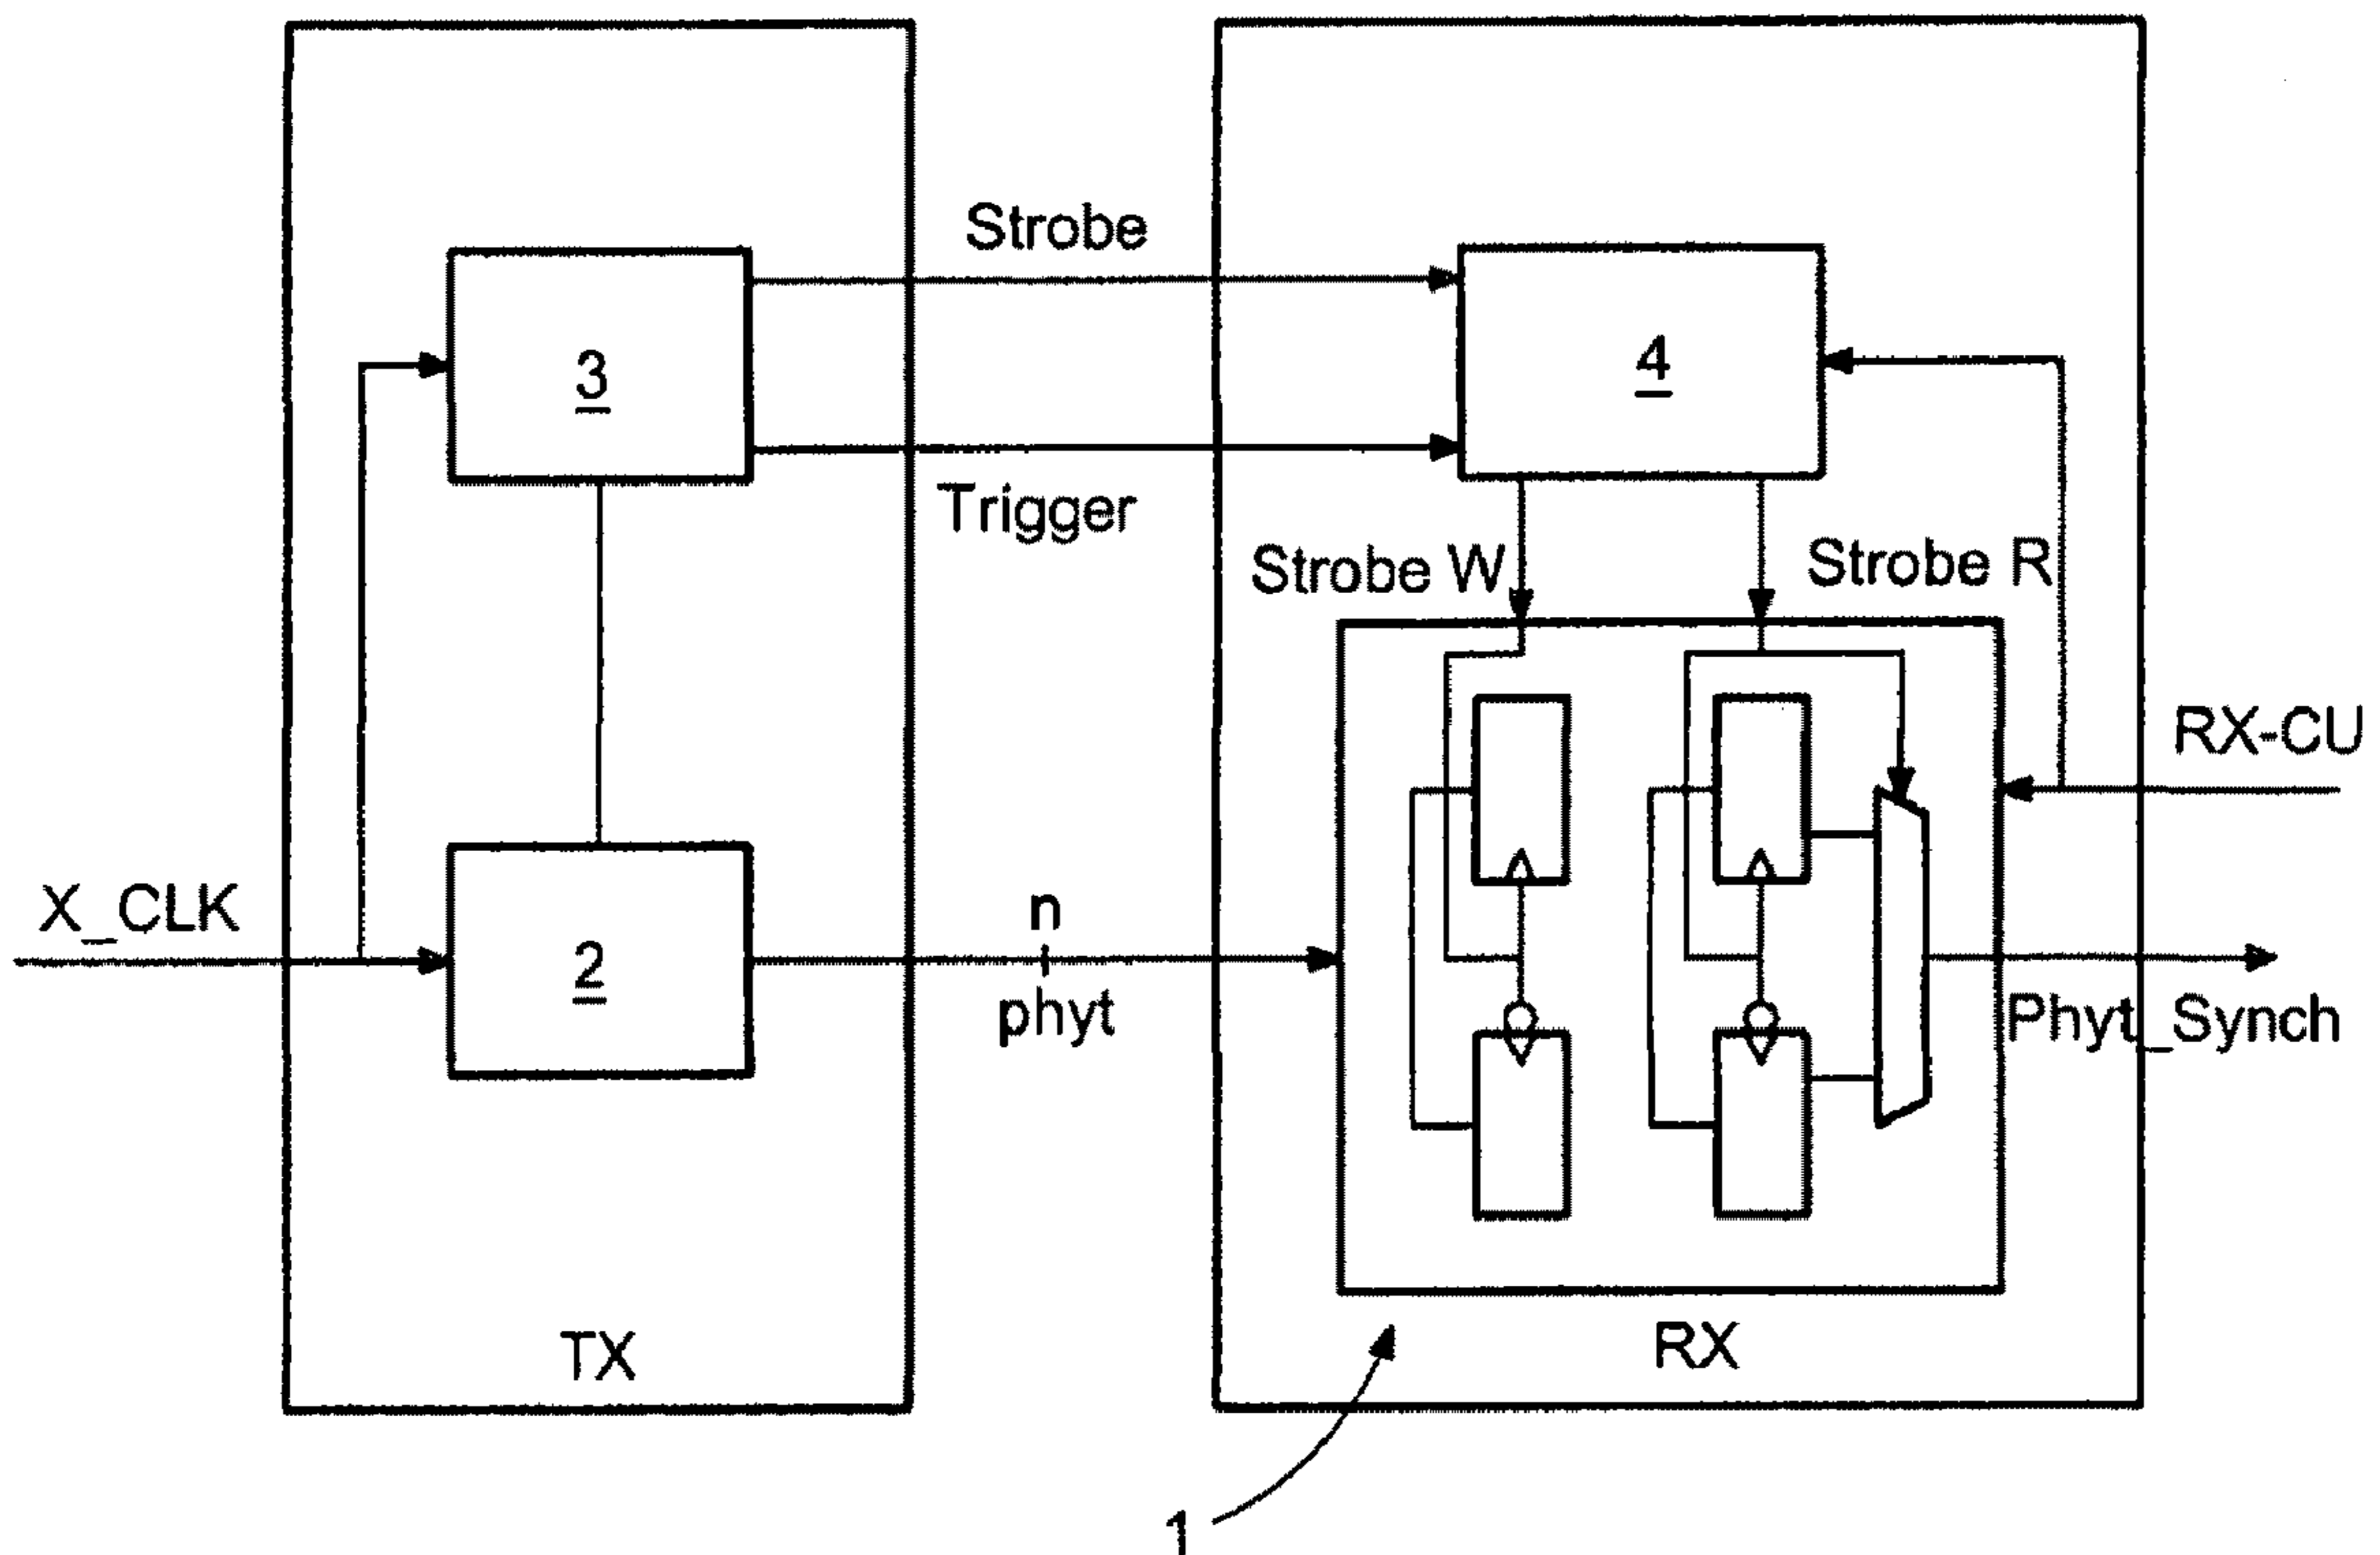 Strobe
3
4
Trigger
Strobe W
Strobe R
RX-CU
X_CLK
n
2
phyt
Phyt_Synch
TX
RX
1